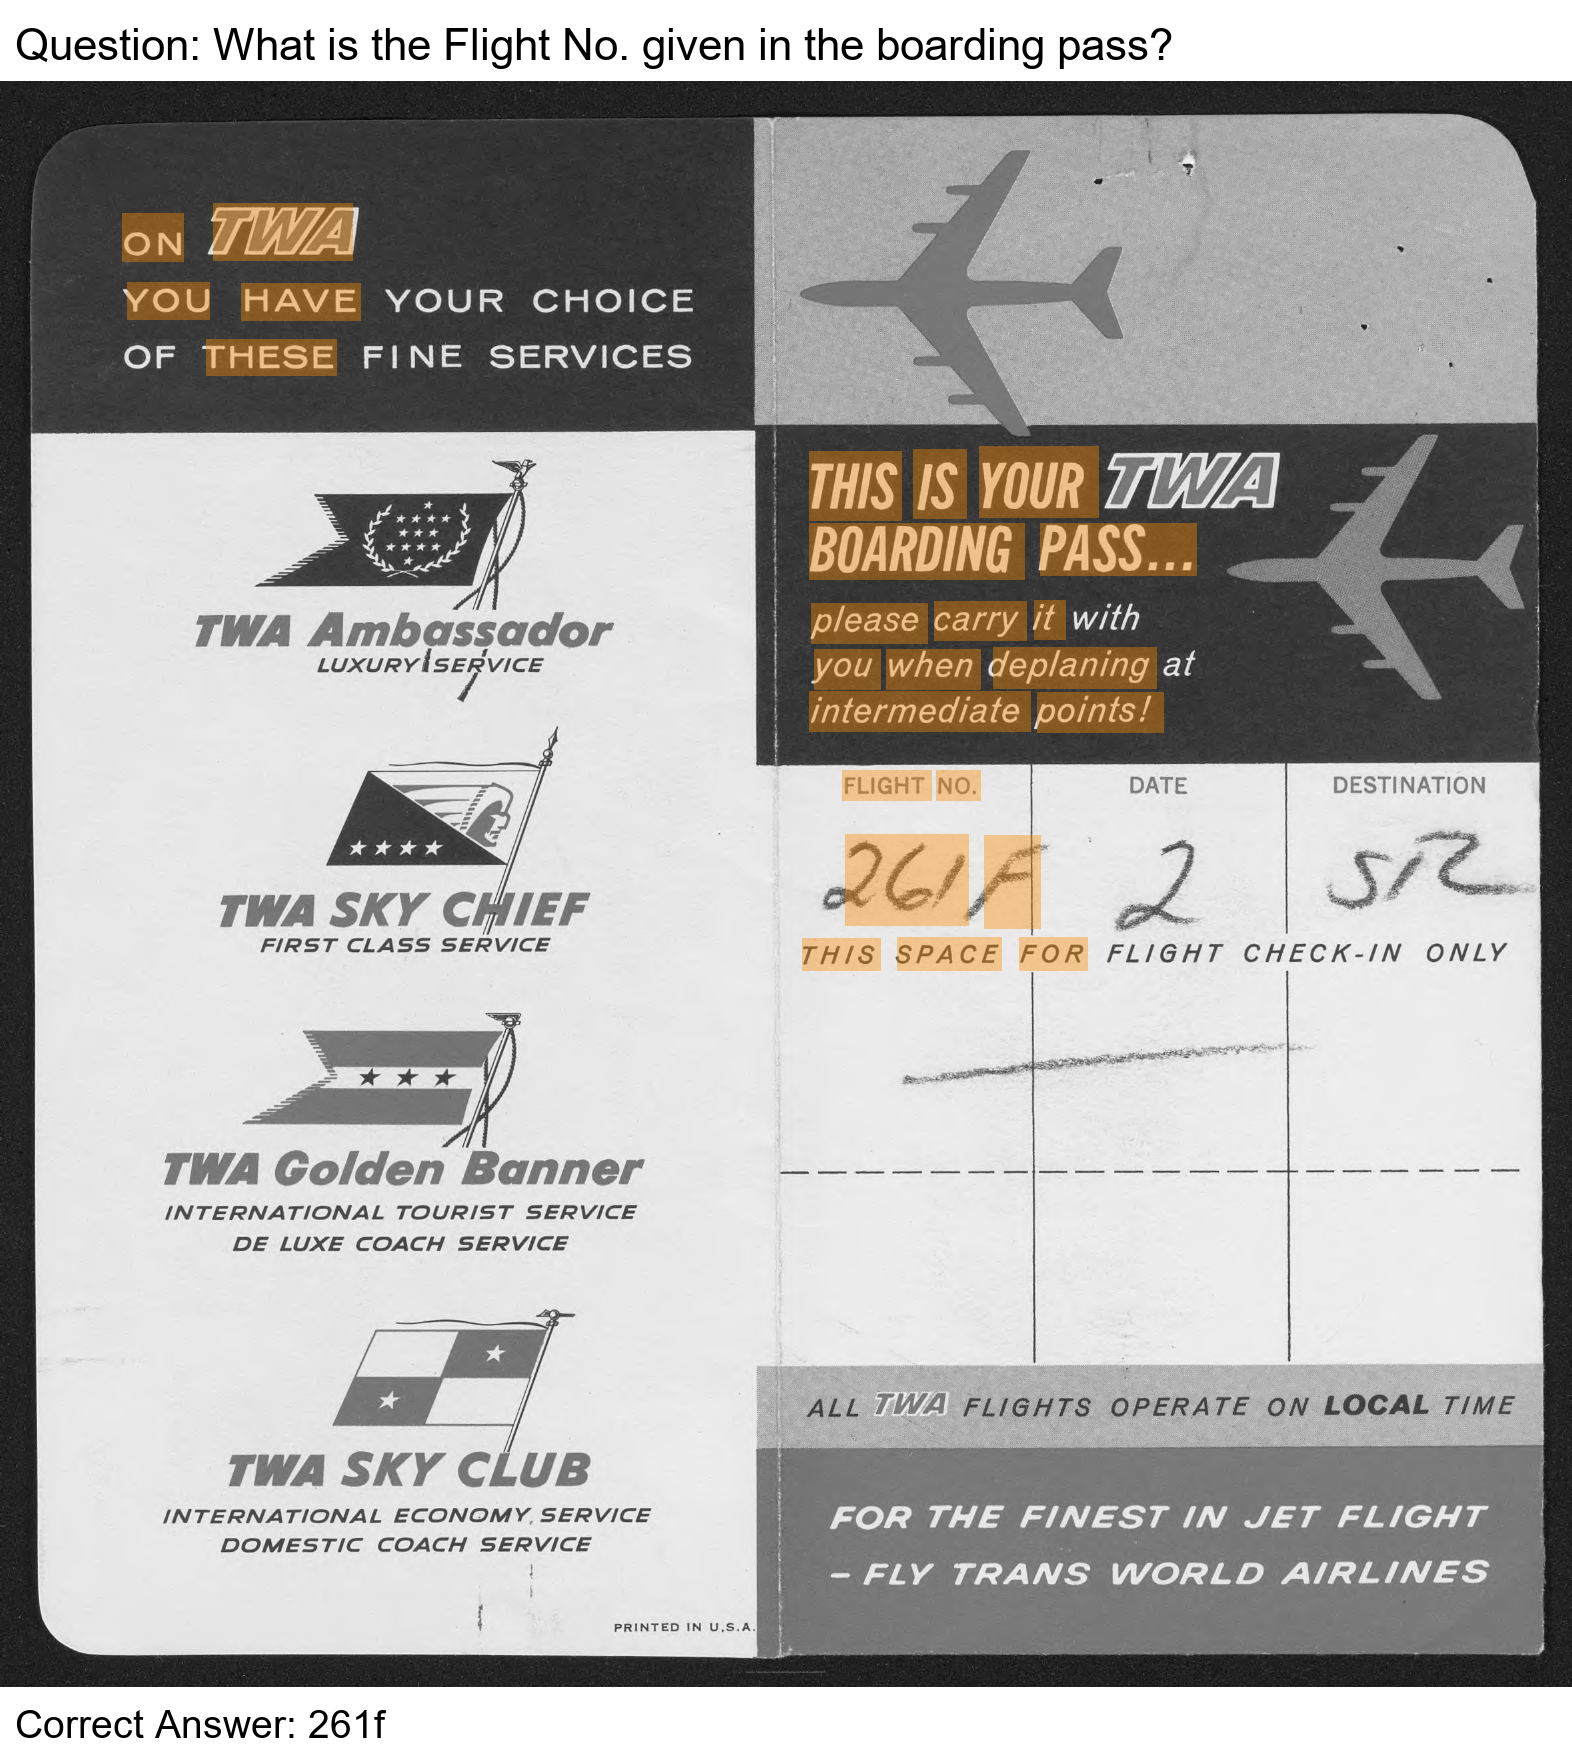 Question: What is the Flight No. given in the boarding pass?
ON TWA
YOU HAVE YOUR CHOICE
OF THESE FINE SERVICES
TWA Ambassador
LUXURY SERVICE
TWA SKY CHIEF
FIRST CLASS SERVICE
TWA Golden Banner
INTERNATIONAL TOURIST SERVICE
DE LUXE COACH SERVICE
TWA SKY CLUB
INTERNATIONAL ECONOMY SERVICE
DOMESTIC COACH SERVICE
PRINTED IN U.S.A.
THIS IS YOUR TWA
BOARDING PASS...
please carry it with
you when deplaning at
intermediate points!
FLIGHT NO. DATE DESTINATION
261F 2
THIS SPACE FOR FLIGHT CHECK-IN ONLY
ALL TWA FLIGHTS OPERATE ON LOCAL TIME
FOR THE FINEST IN JET FLIGHT
– FLY TRANS WORLD AIRLINES
Correct Answer: 261f